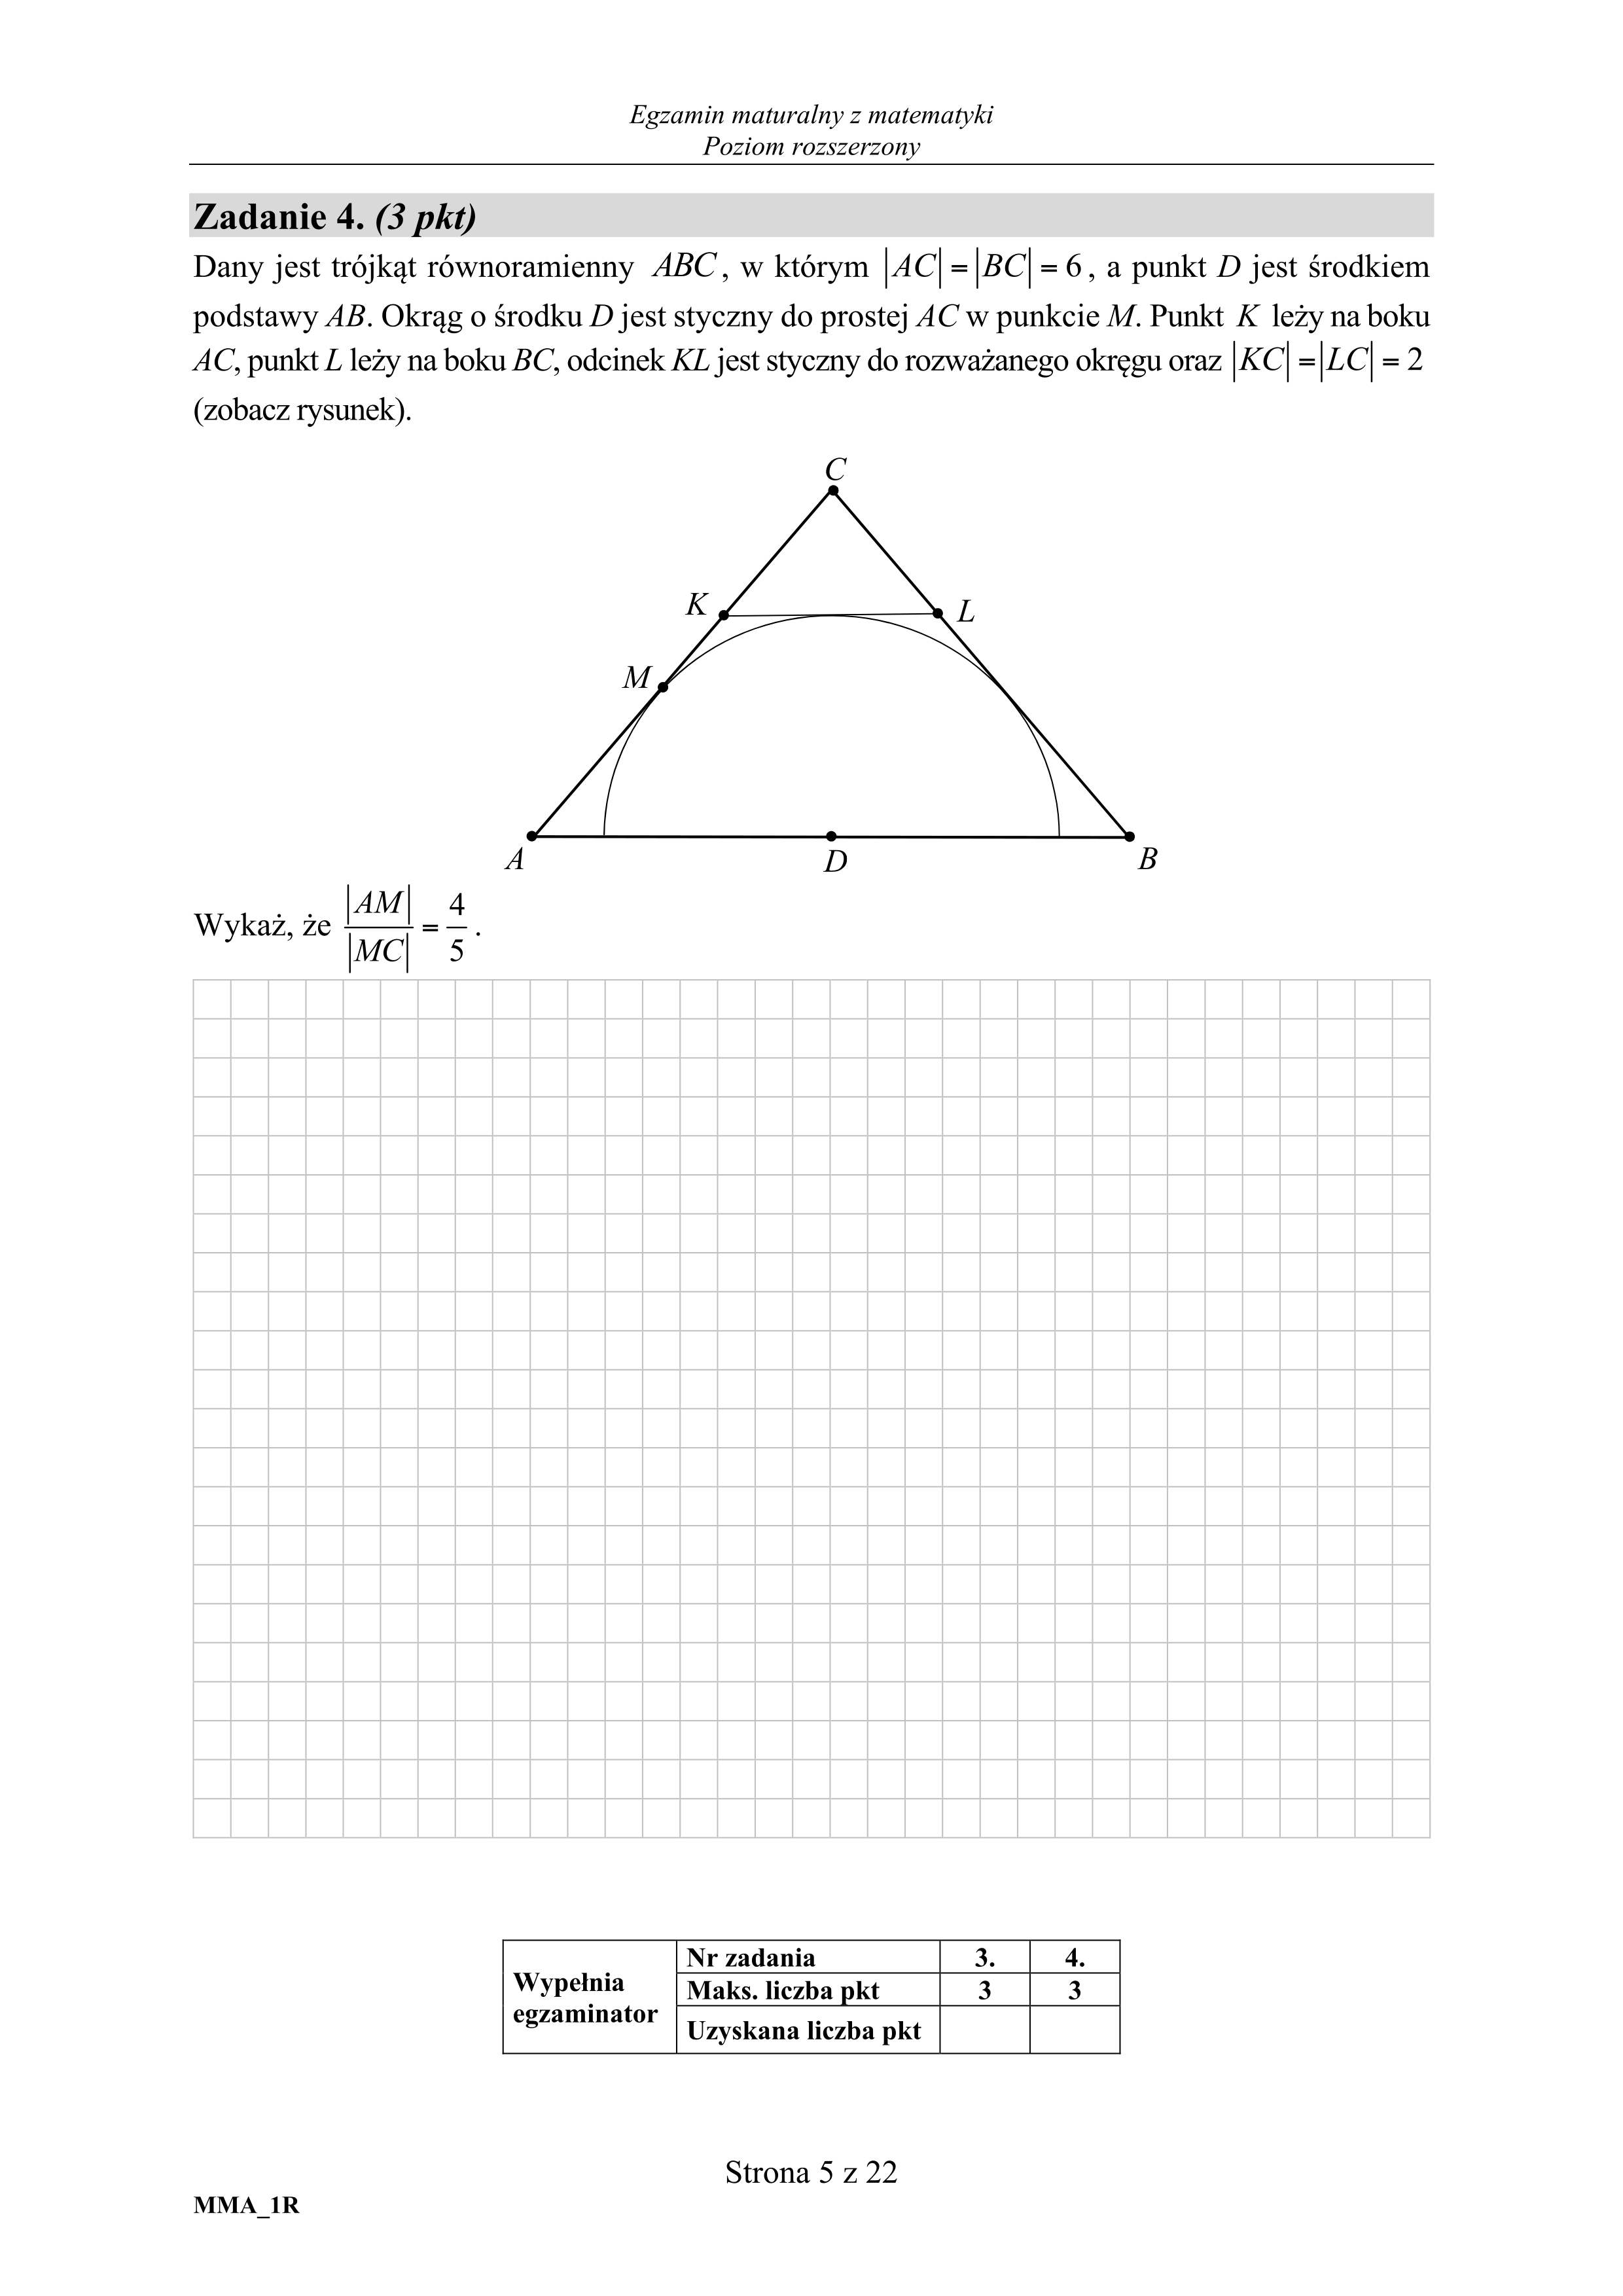 Egzamin maturalny z matematyki
Poziom rozszerzony
Zadanie 4. (3 pkt)
Dany jest trójkąt równoramienny ABC, w którym |AC| = |BC| = 6, a punkt D jest środkiem
podstawy AB. Okrąg o środku D jest styczny do prostej AC w punkcie M. Punkt K leży na boku
AC, punkt L leży na boku BC, odcinek KL jest styczny do rozważanego okręgu oraz |KC| = |LC| = 2
(zobacz rysunek).
C
K
L
M
A
D
B
Wykaż, że |AM|/|MC| = 4/5.
Wypełnia
egzaminator
Nr zadania 3. 4.
Maks. liczba pkt 3 3
Uzyskana liczba pkt
Strona 5 z 22
MMA_1R